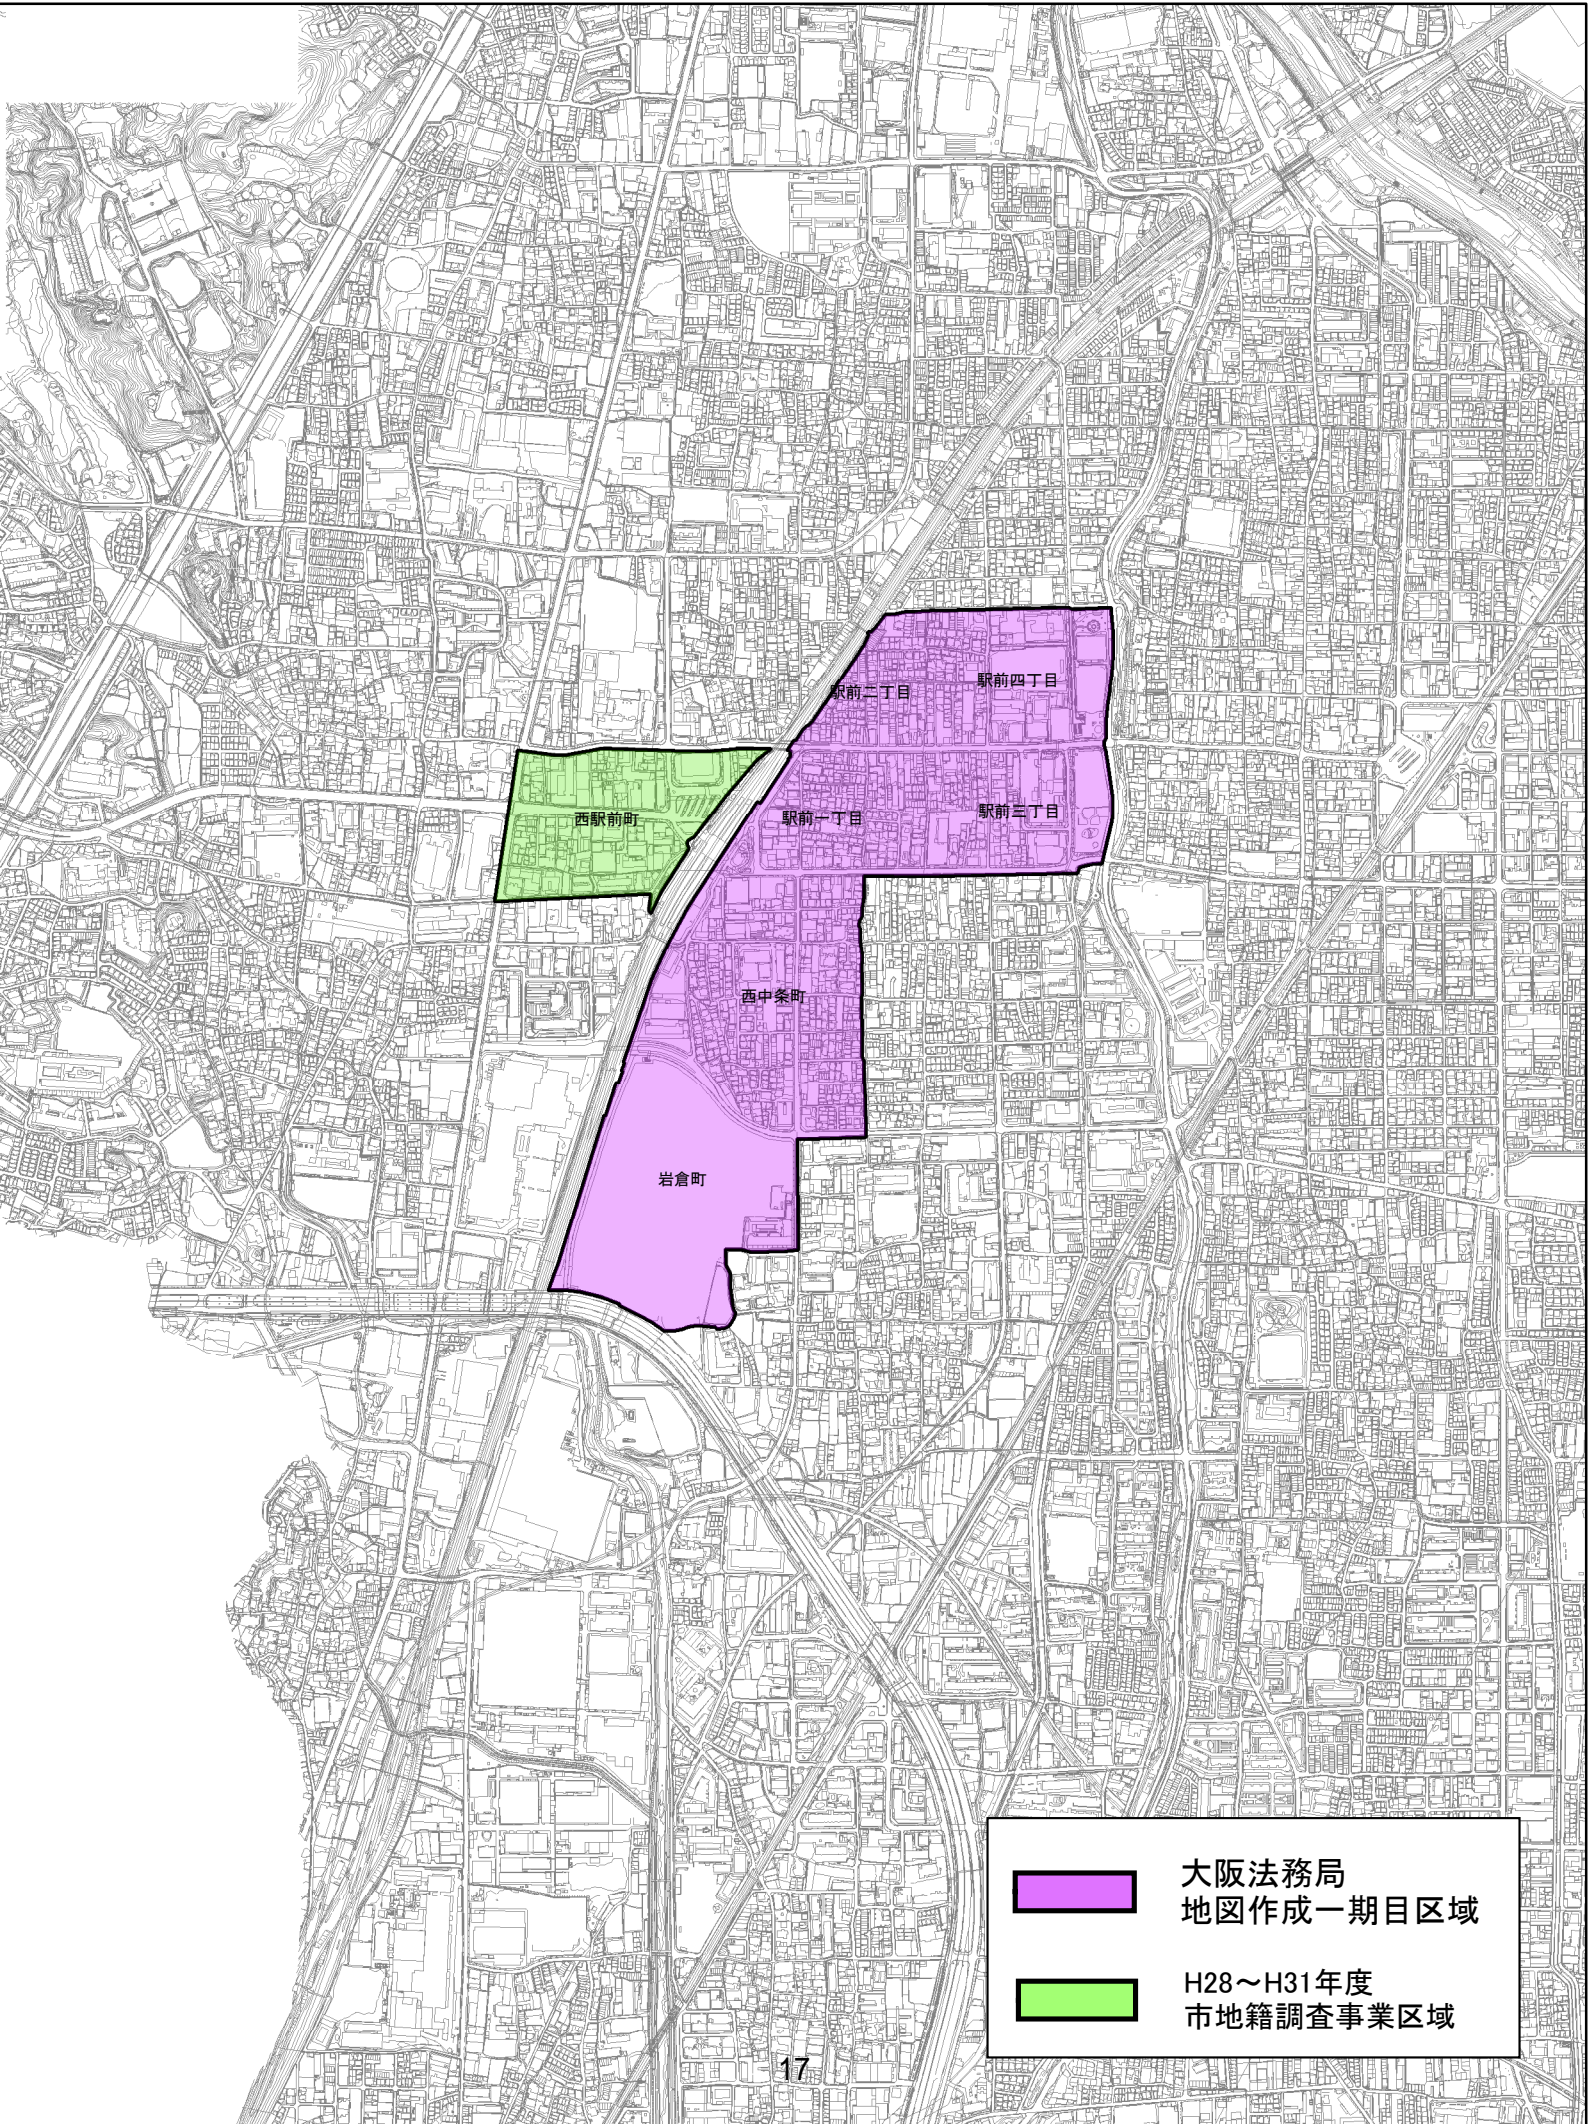 駅前二丁目
駅前四丁目
西駅前町
駅前一丁目
駅前三丁目
西中条町
岩倉町
大阪法務局
地図作成一期目区域
H28～H31年度
市地籍調査事業区域
17